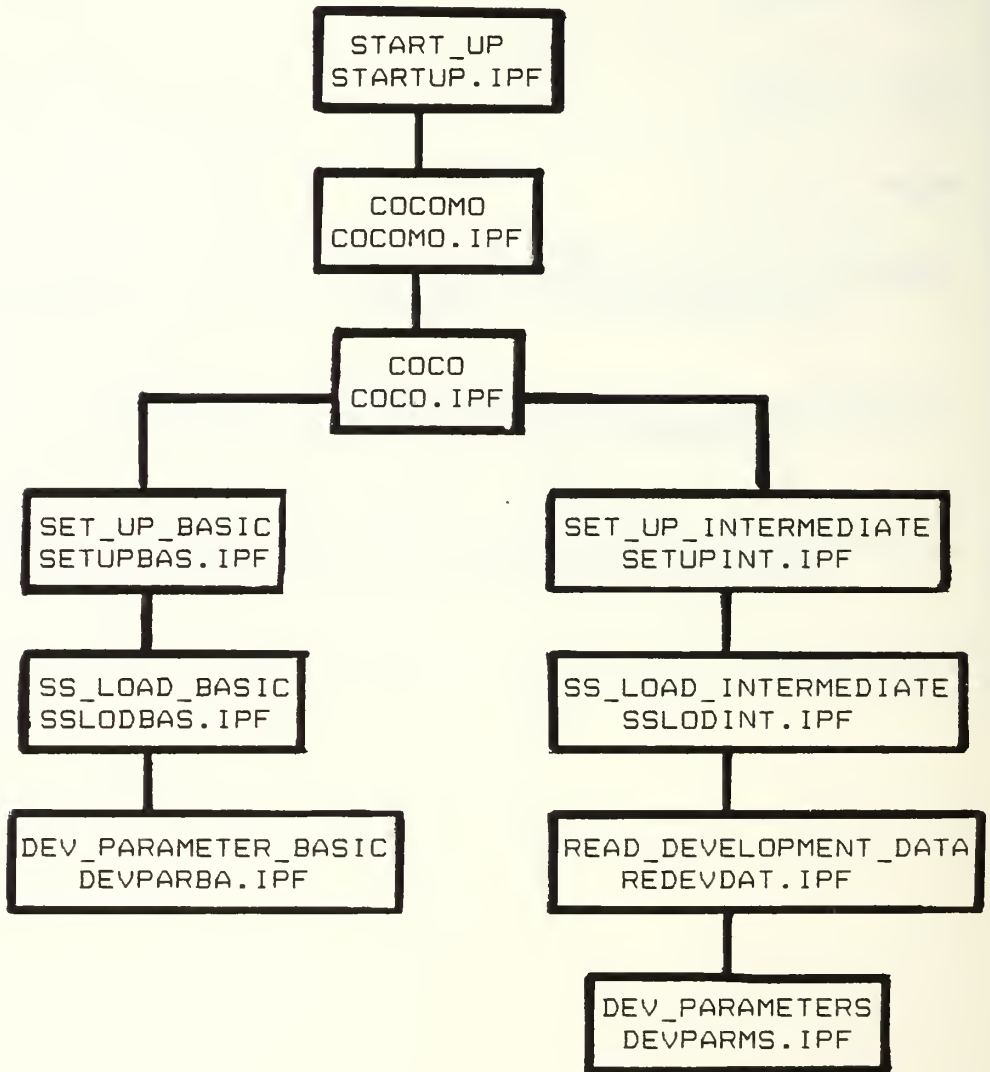 START_UP
STARTUP.IPF
COCOMO
COCOMO.IPF
COCO
COCO.IPF
SET_UP_BASIC
SETUPBAS.IPF
SET_UP_INTERMEDIATE
SETUPINT.IPF
SS_LOAD_BASIC
SSLODBAS.IPF
SS_LOAD_INTERMEDIATE
SSLODINT.IPF
DEV_PARAMETER_BASIC
DEVPARBA.IPF
READ_DEVELOPMENT_DATA
REDEVDAT.IPF
DEV_PARAMETERS
DEVPARMS.IPF